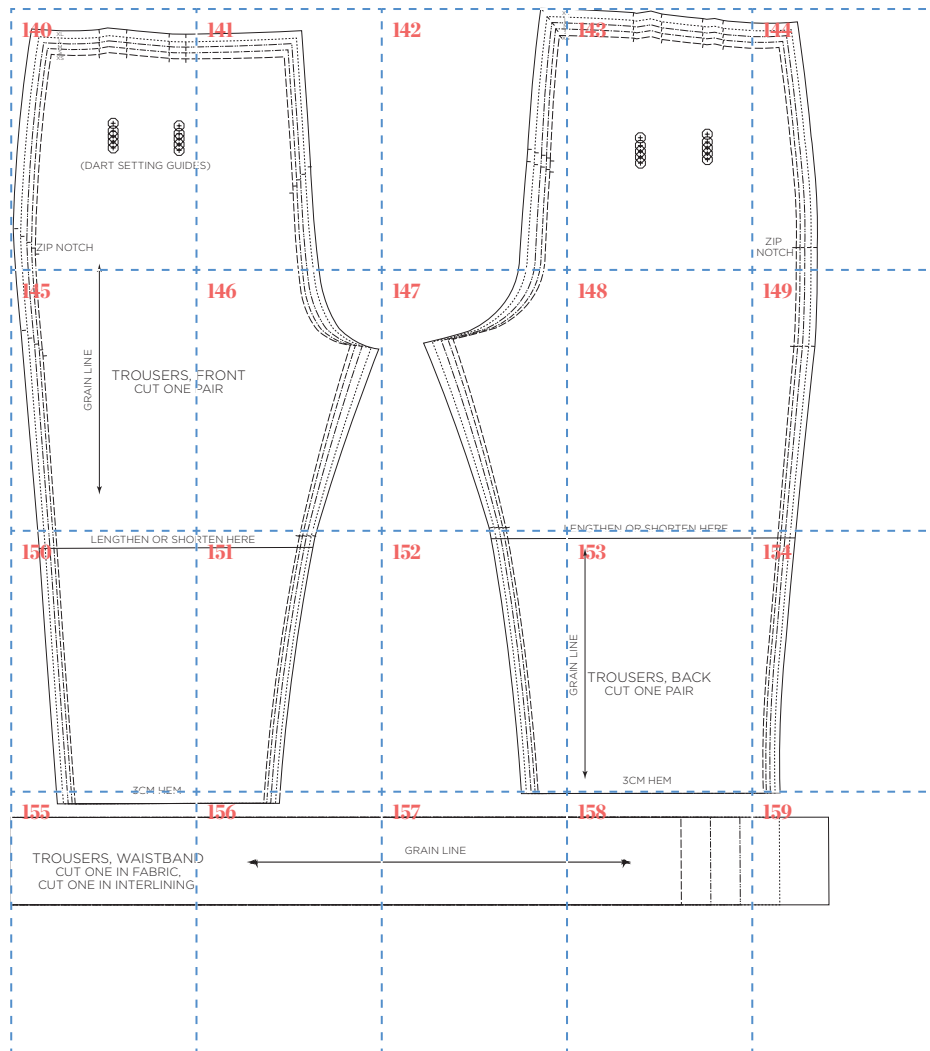 140
141
142
143
144
XL
XS
(DART SETTING GUIDES)
ZIP NOTCH
ZIP
NOTCH
145
146
147
148
149
GRAIN LINE
TROUSERS, FRONT
CUT ONE PAIR
LENGTHEN OR SHORTEN HERE
LENGTHEN OR SHORTEN HERE
150
151
152
153
154
GRAIN LINE
TROUSERS, BACK
CUT ONE PAIR
3CM HEM
3CM HEM
155
156
157
158
159
TROUSERS, WAISTBAND
CUT ONE IN FABRIC,
CUT ONE IN INTERLINING
GRAIN LINE